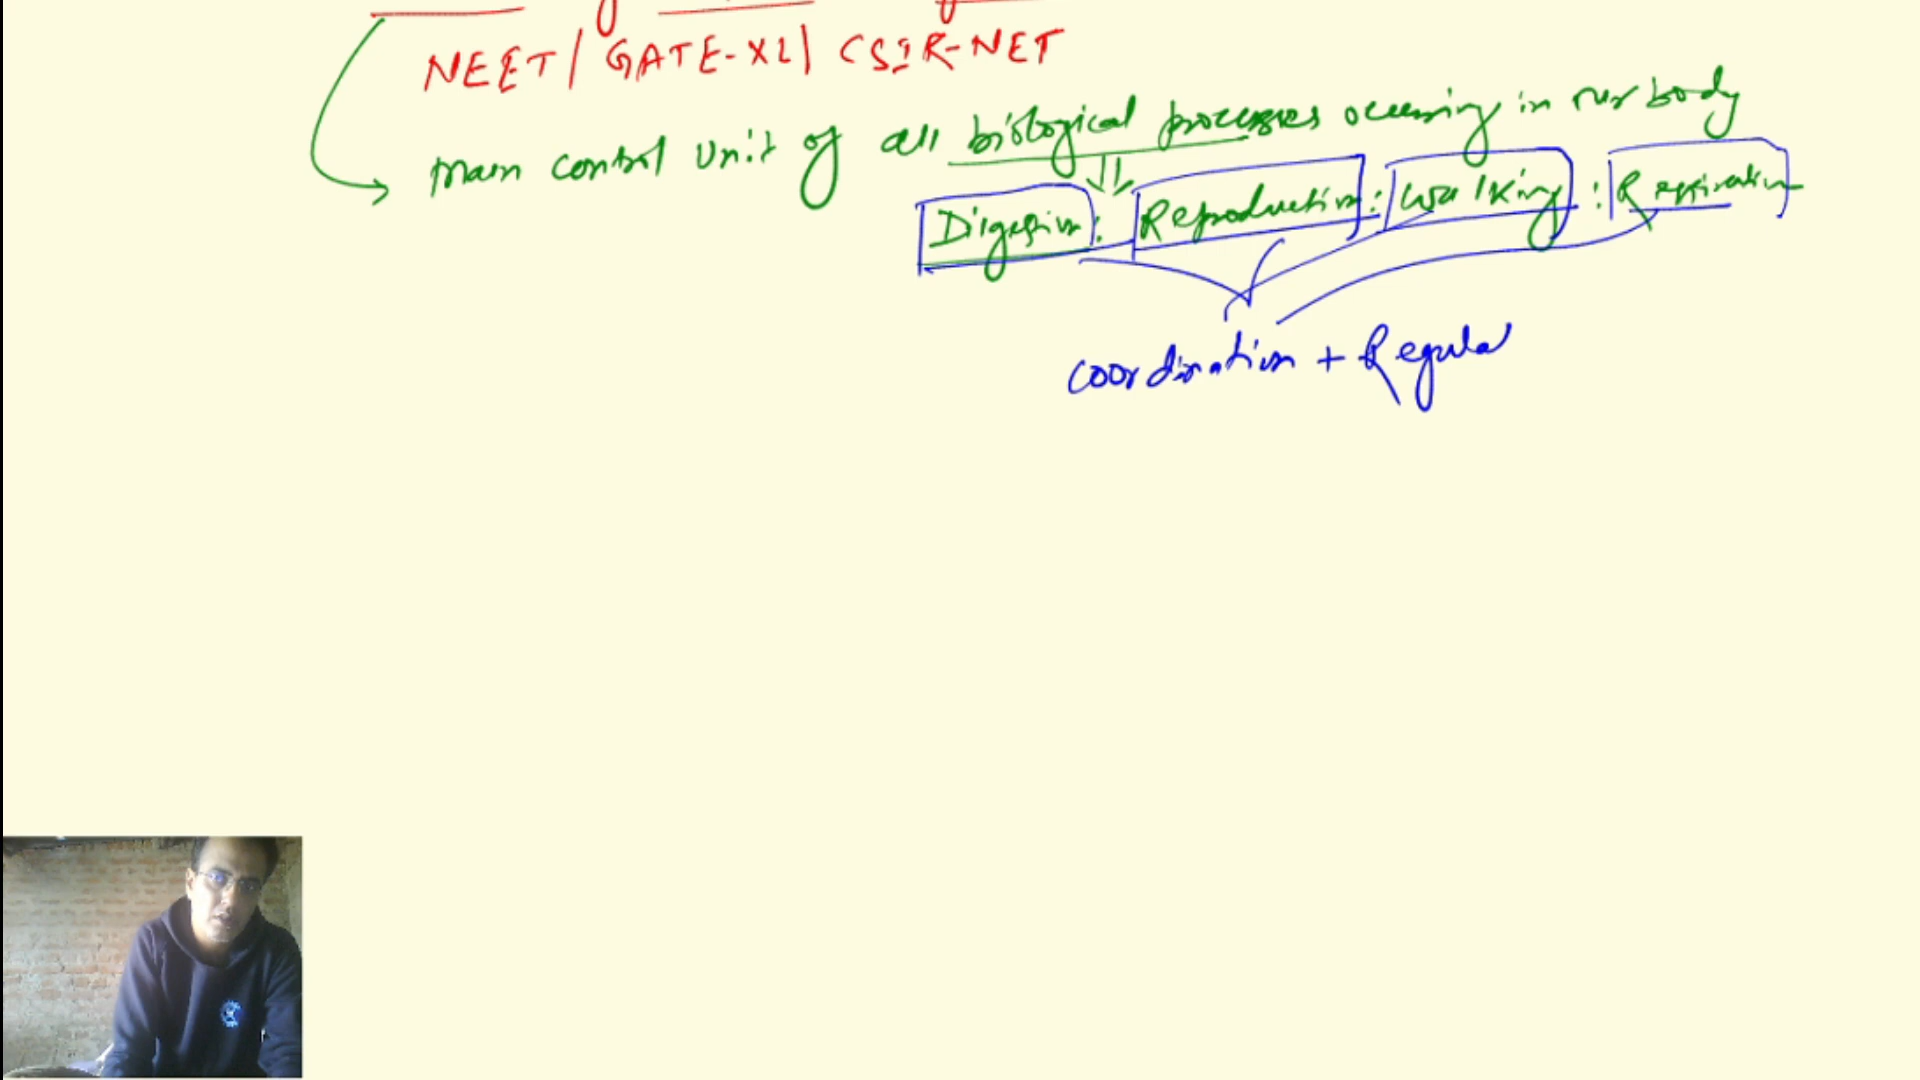 NEET / GATE-XL / CSIR-NET
main control unit of all biological processes occuring in our body
Digestion : Reproduction : Walking : Respiration
coordination + Regula